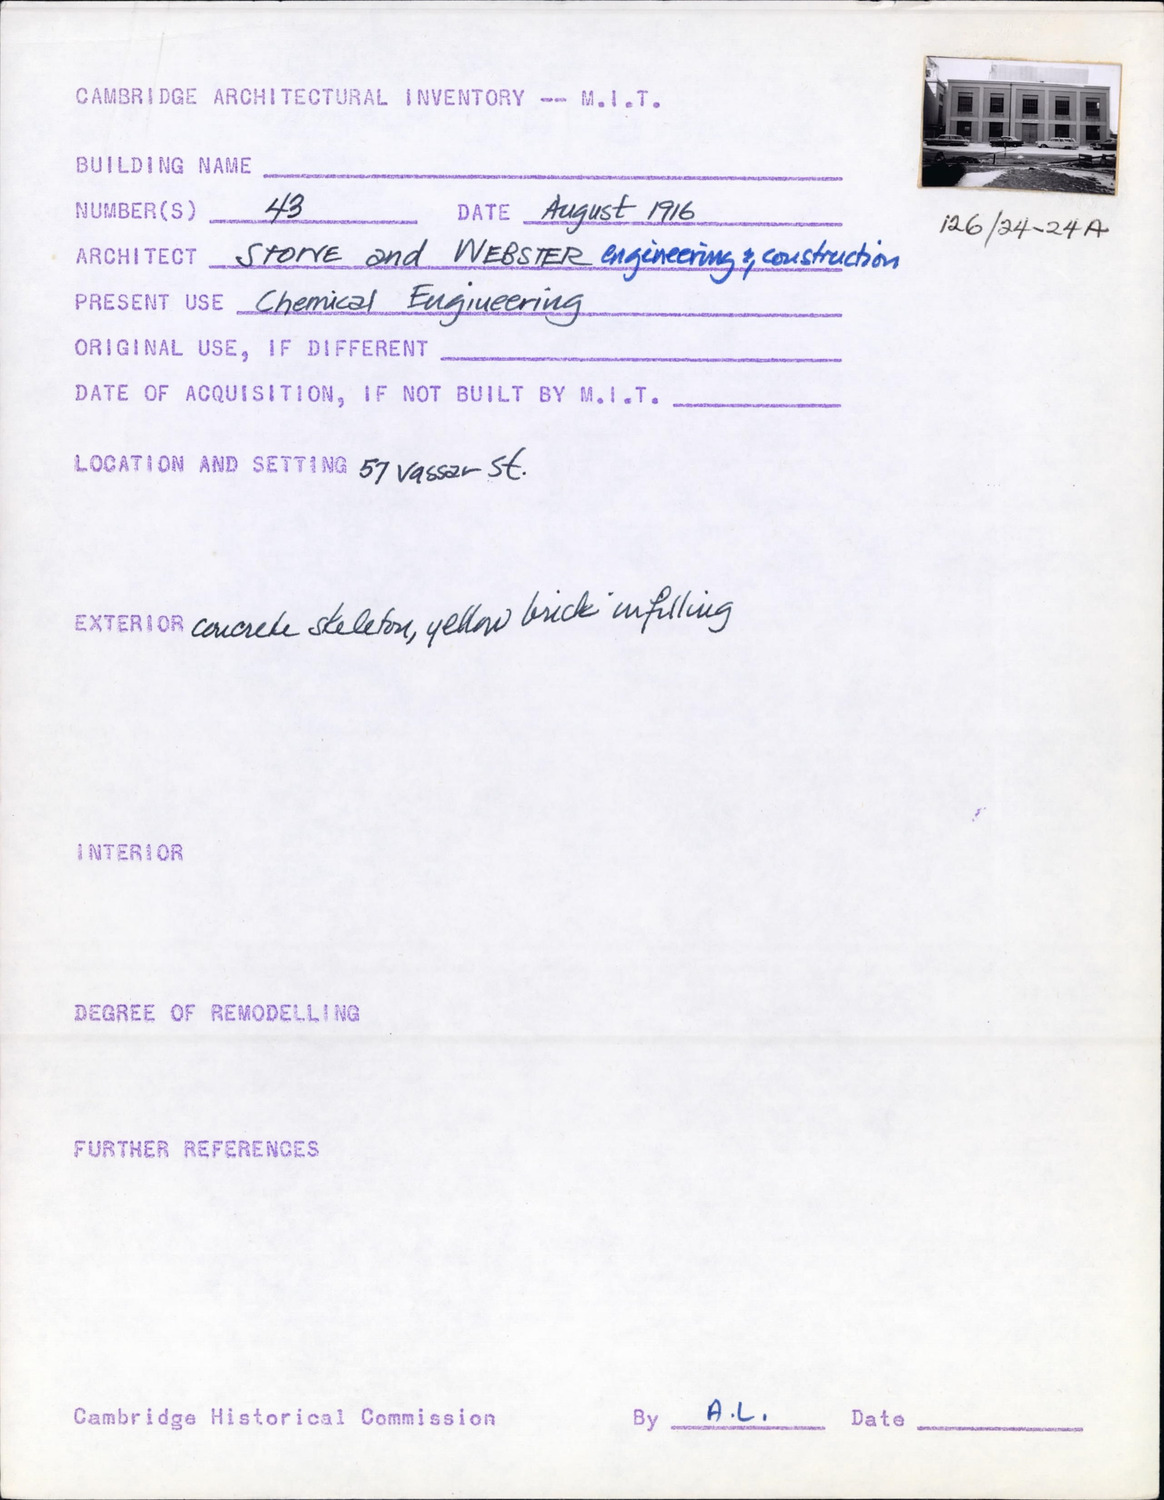 CAMBRIDGE ARCHITECTURAL INVENTORY -- M.I.T.
BUILDING NAME
NUMBER(S) 43 DATE August 1916
126/24-24A
ARCHITECT STONE and WEBSTER engineering & construction
PRESENT USE Chemical Engineering
ORIGINAL USE, IF DIFFERENT
DATE OF ACQUISITION, IF NOT BUILT BY M.I.T.
LOCATION AND SETTING 57 Vassar St.
EXTERIOR concrete skeleton, yellow brick infilling
INTERIOR
DEGREE OF REMODELLING
FURTHER REFERENCES
Cambridge Historical Commission By A.L. Date